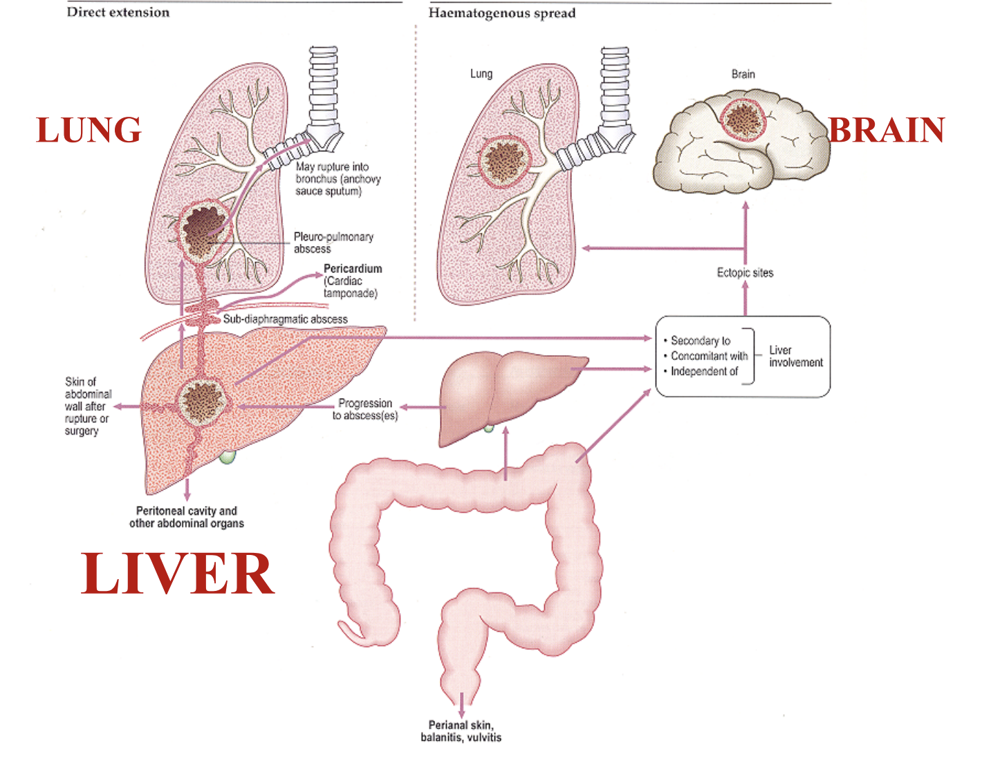 Direct extension
Haematogenous spread
LUNG
Lung
Brain
BRAIN
May rupture into
bronchus (anchovy
sauce sputum)
Pleuro-pulmonary
abscess
Pericardium
(Cardiac
tamponade)
Sub-diaphragmatic abscess
Ectopic sites
• Secondary to
• Concomitant with
• Independent of
Liver
involvement
Skin of
abdominal
wall after
rupture or
surgery
Progression
to abscess(es)
Peritoneal cavity and
other abdominal organs
LIVER
Perianal skin,
balanitis, vulvitis